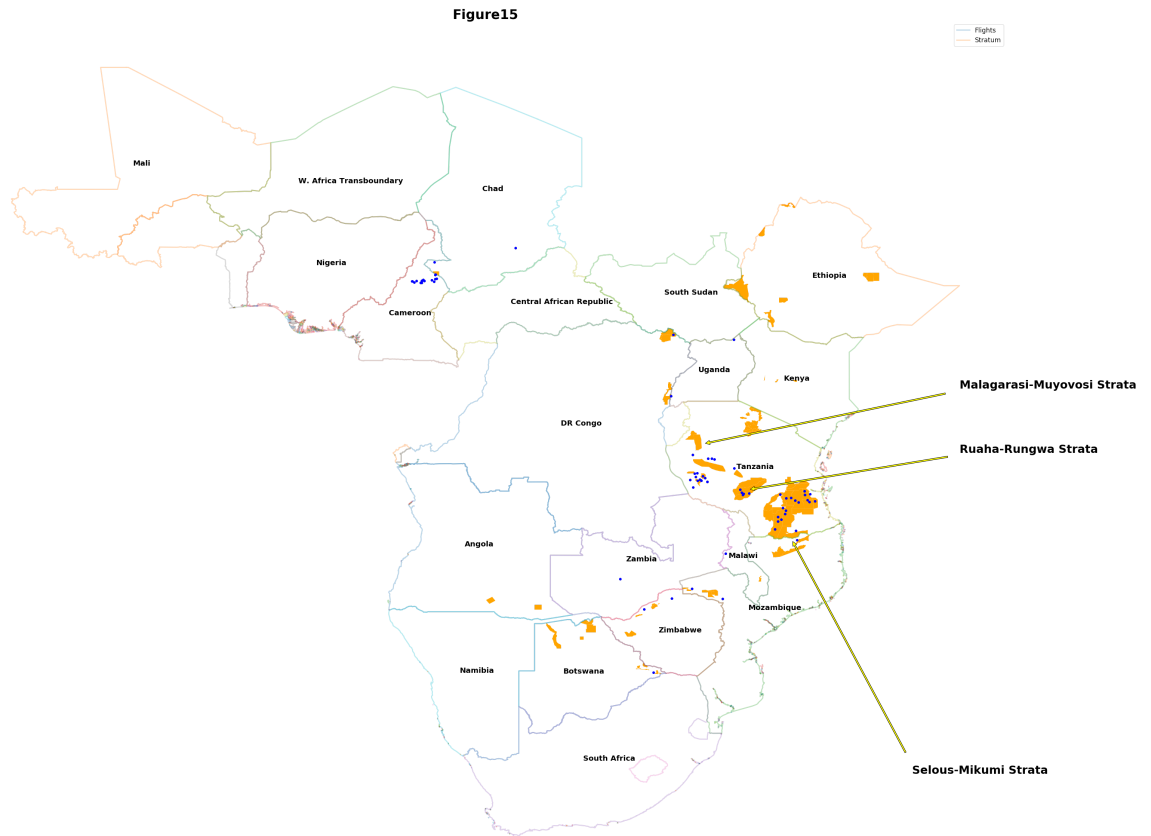 Figure15
Flights
Stratum
Mali
W. Africa Transboundary
Chad
Nigeria
Ethiopia
South Sudan
Central African Republic
Cameroon
Uganda
Kenya
Malagarasi-Muyovosi Strata
DR Congo
Ruaha-Rungwa Strata
Tanzania
Angola
Zambia
Malawi
Mozambique
Zimbabwe
Namibia
Botswana
South Africa
Selous-Mikumi Strata